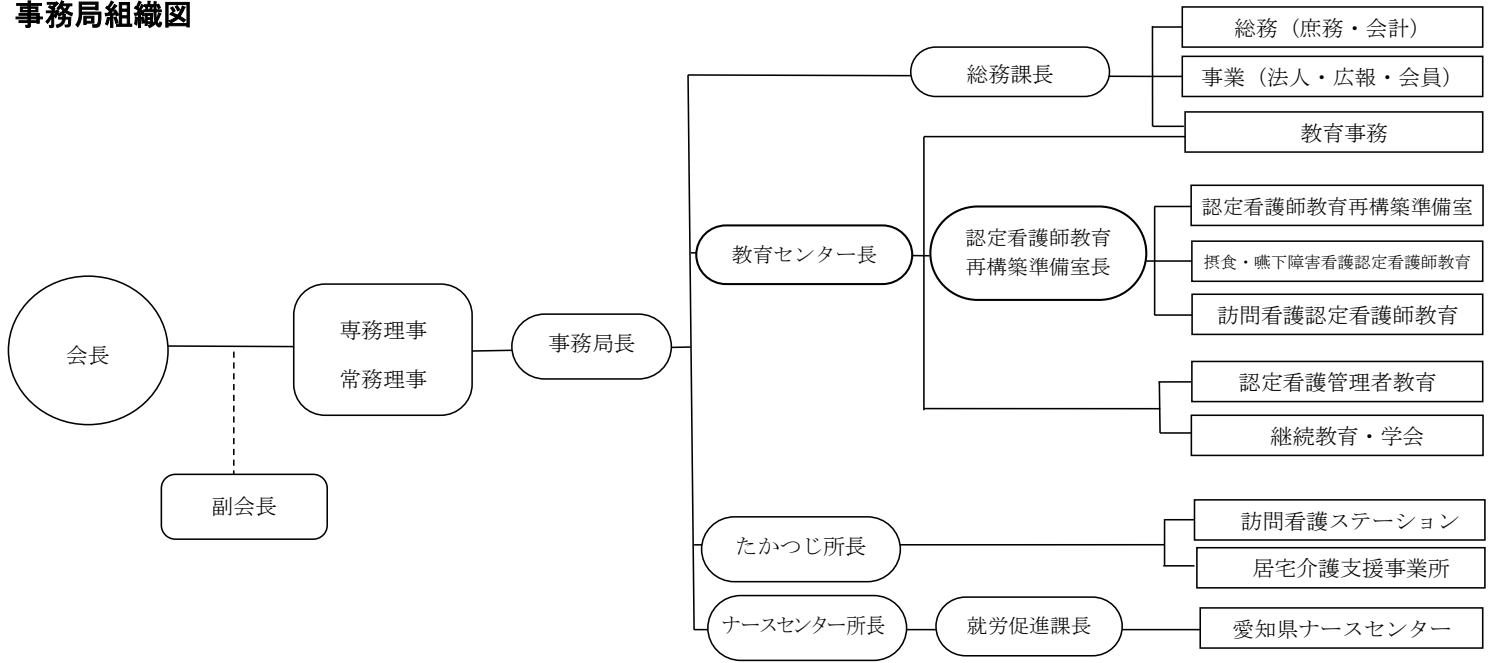 事務局組織図
会長
副会長
専務理事
常務理事
事務局長
総務課長
総務（庶務・会計）
事業（法人・広報・会員）
教育事務
教育センター長
認定看護師教育
再構築準備室長
認定看護師教育再構築準備室
摂食・嚥下障害看護認定看護師教育
訪問看護認定看護師教育
認定看護管理者教育
継続教育・学会
たかつじ所長
訪問看護ステーション
居宅介護支援事業所
ナースセンター所長
就労促進課長
愛知県ナースセンター